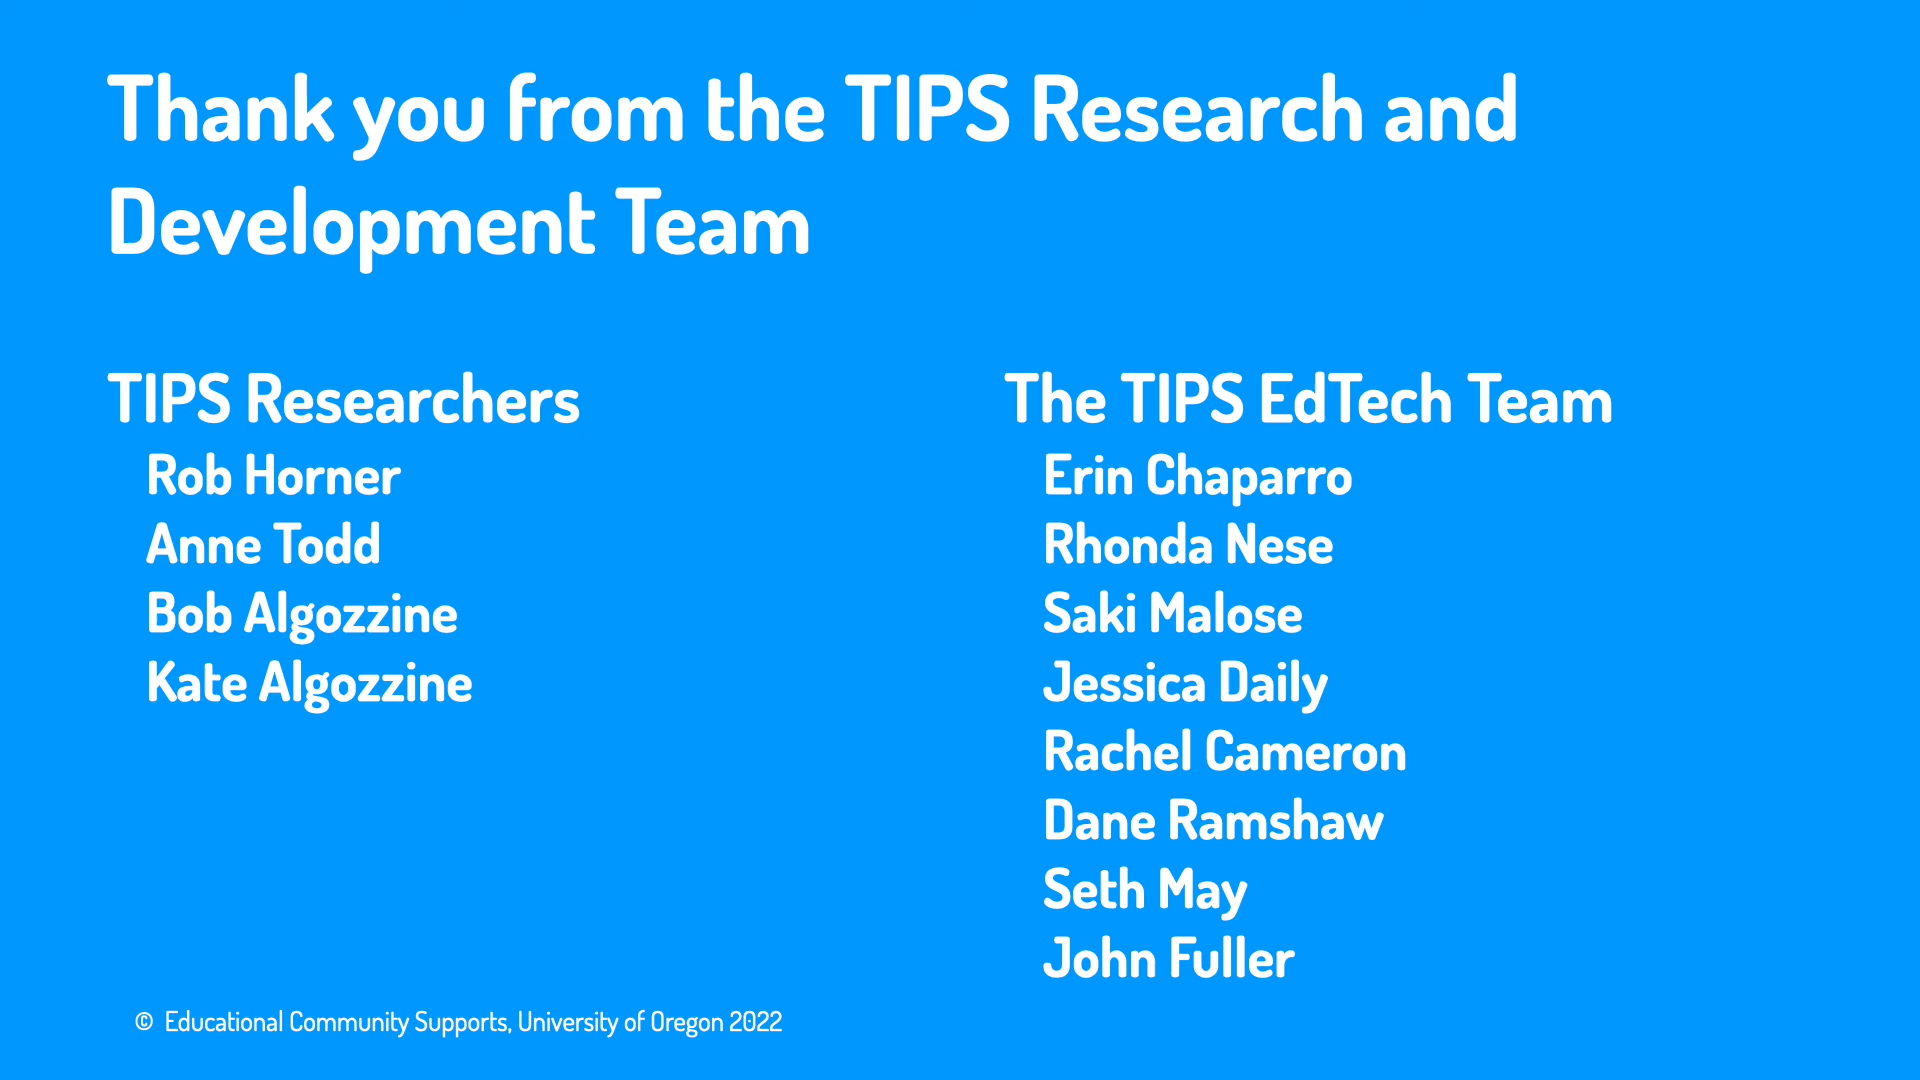 Thank you from the TIPS Research and
Development Team
TIPS Researchers
Rob Horner
Anne Todd
Bob Algozzine
Kate Algozzine
The TIPS EdTech Team
Erin Chaparro
Rhonda Nese
Saki Malose
Jessica Daily
Rachel Cameron
Dane Ramshaw
Seth May
John Fuller
© Educational Community Supports, University of Oregon 2022